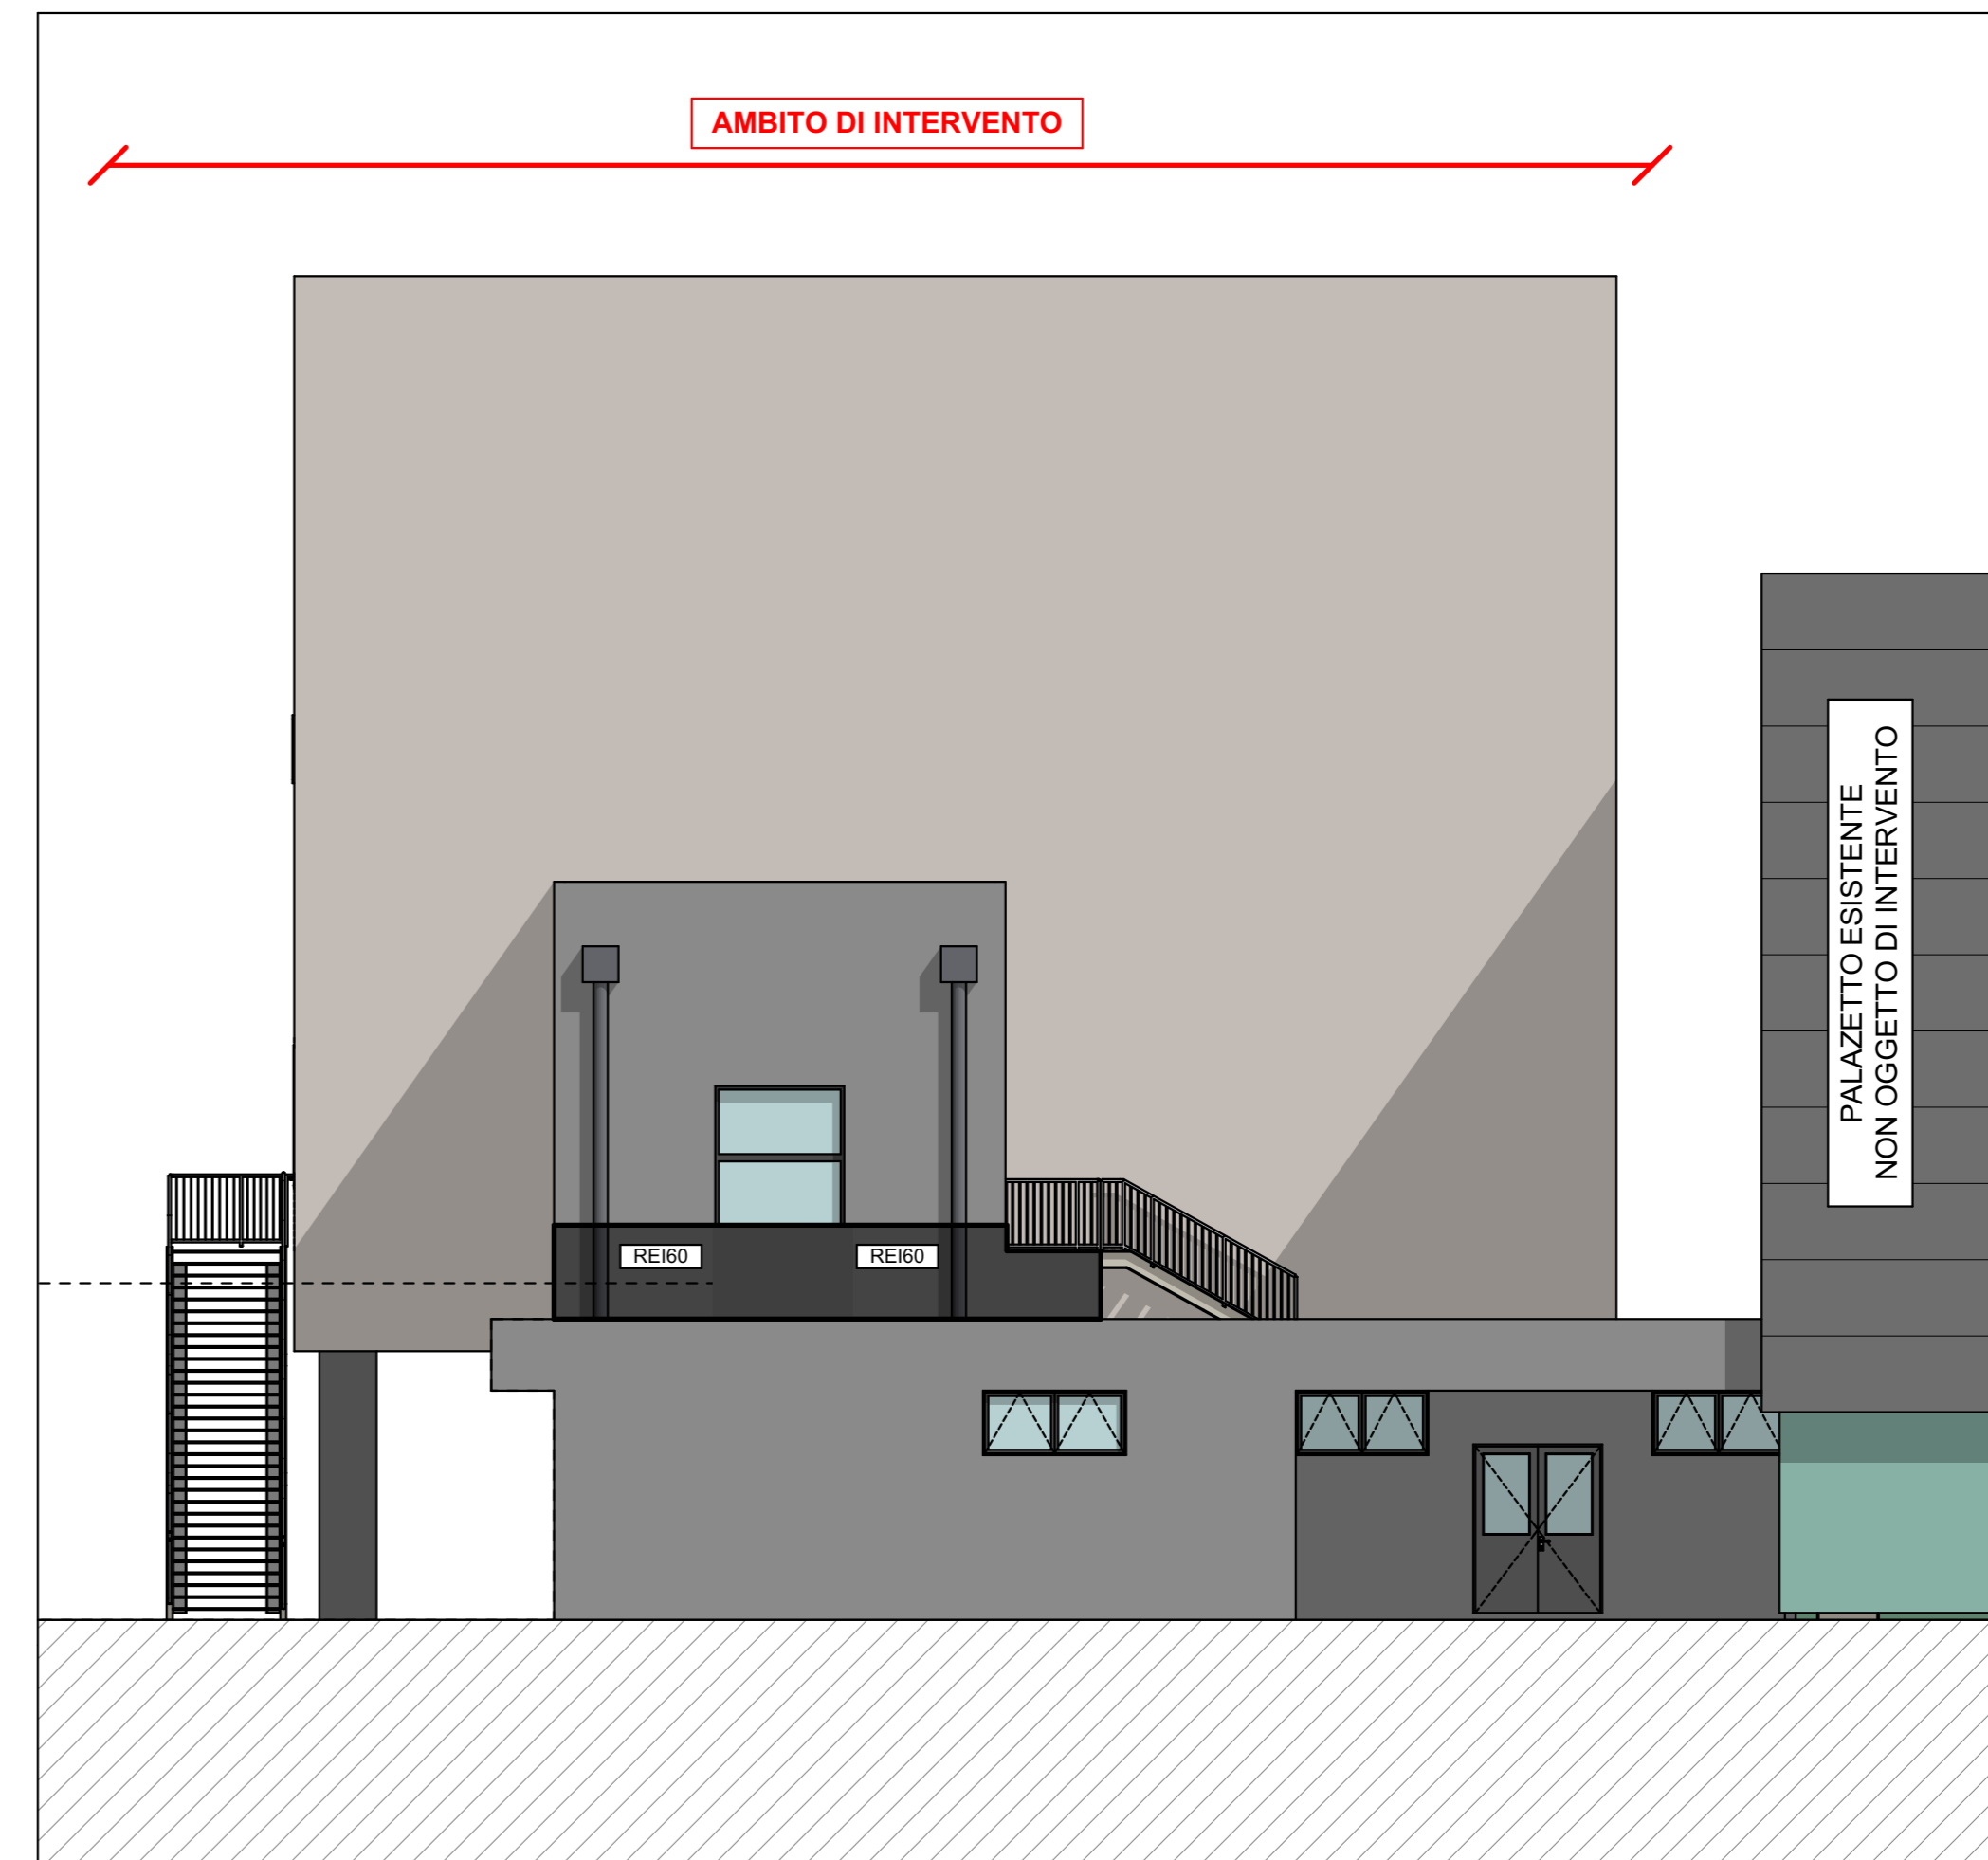 AMBITO DI INTERVENTO
PALAZETTO ESISTENTE
NON OGGETTO DI INTERVENTO
REI60
REI60